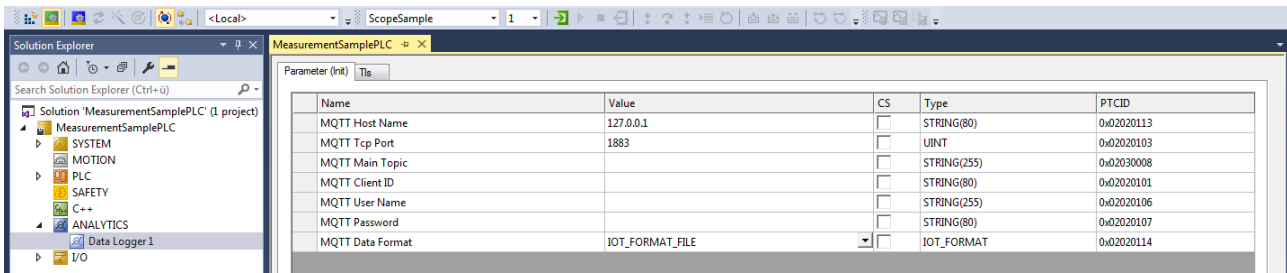 <Local> ScopeSample 1
Solution Explorer
Search Solution Explorer (Ctrl+ü)
Solution 'MeasurementSamplePLC' (1 project)
MeasurementSamplePLC
SYSTEM
MOTION
PLC
SAFETY
C++
ANALYTICS
Data Logger 1
I/O
MeasurementSamplePLC
Parameter (Init) Tls
Name Value CS Type PTCID
MQTT Host Name 127.0.0.1 STRING(80) 0x02020113
MQTT Tcp Port 1883 UINT 0x02020103
MQTT Main Topic STRING(255) 0x02030008
MQTT Client ID STRING(80) 0x02020101
MQTT User Name STRING(255) 0x02020106
MQTT Password STRING(80) 0x02020107
MQTT Data Format IOT_FORMAT_FILE IOT_FORMAT 0x02020114